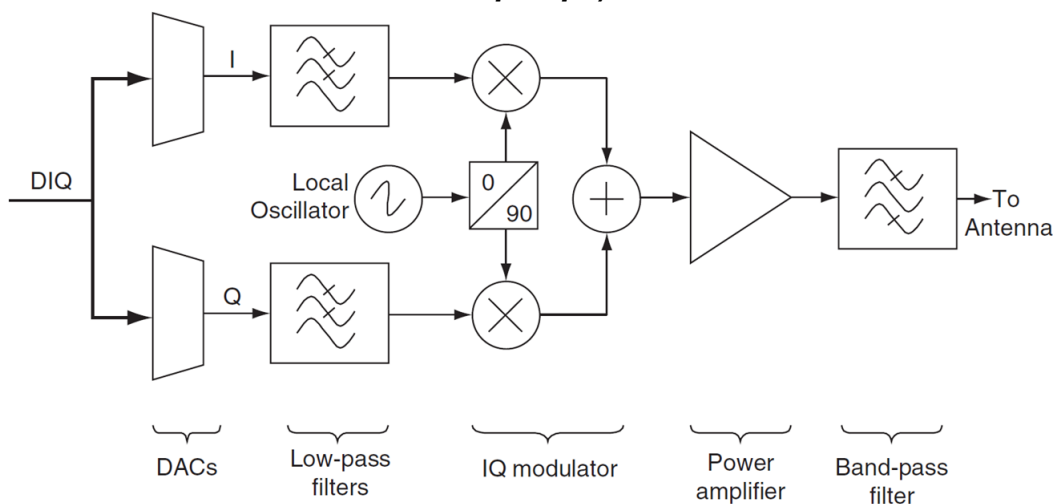 I
DIQ
Local
Oscillator
0
90
To
Antenna
Q
DACs
Low-pass
filters
IQ modulator
Power
amplifier
Band-pass
filter